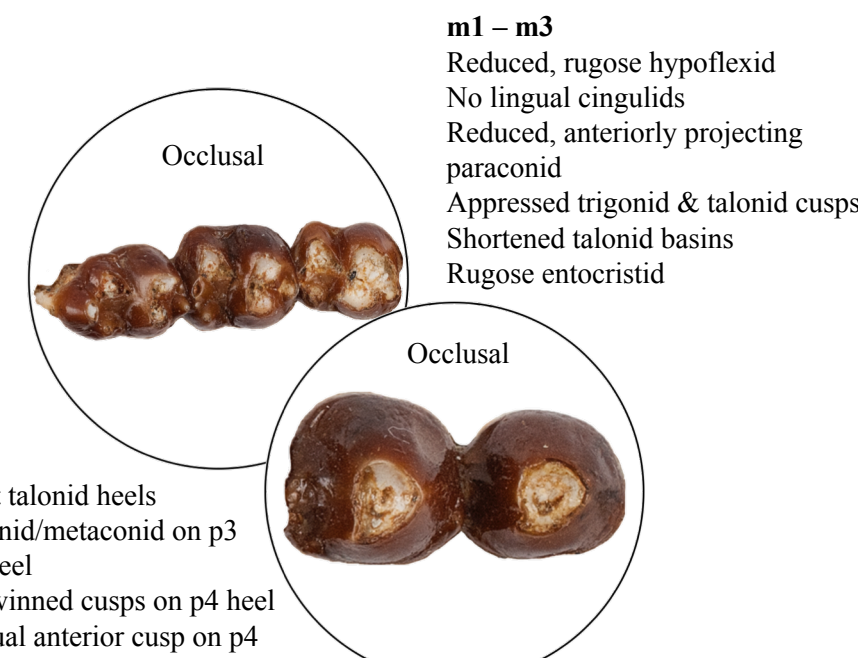 m1 – m3
Reduced, rugose hypoflexid
No lingual cingulids
Reduced, anteriorly projecting
paraconid
Appressed trigonid & talonid cusps
Shortened talonid basins
Rugose entocristid
Occlusal
Occlusal
talonid heels
nid/metaconid on p3
eel
vinned cusps on p4 heel
ual anterior cusp on p4